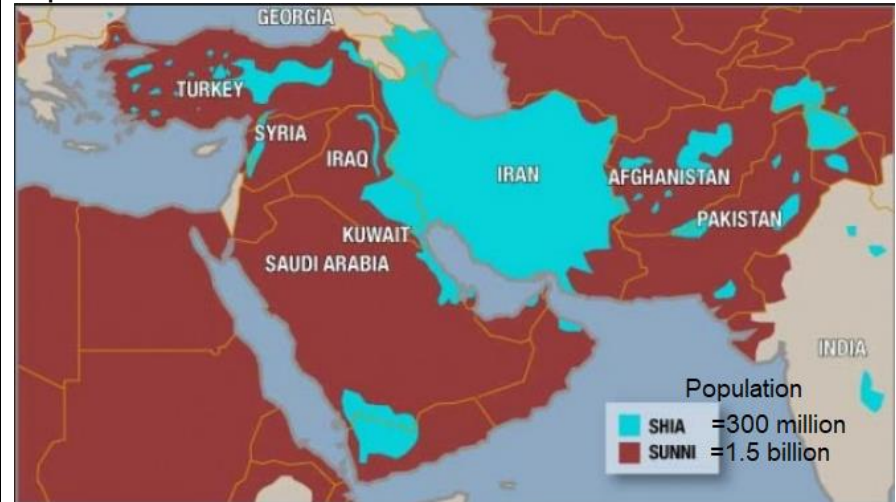 GEORGIA
TURKEY
SYRIA
IRAQ
IRAN
AFGHANISTAN
PAKISTAN
KUWAIT
SAUDI ARABIA
INDIA
Population
SHIA =300 million
SUNNI =1.5 billion